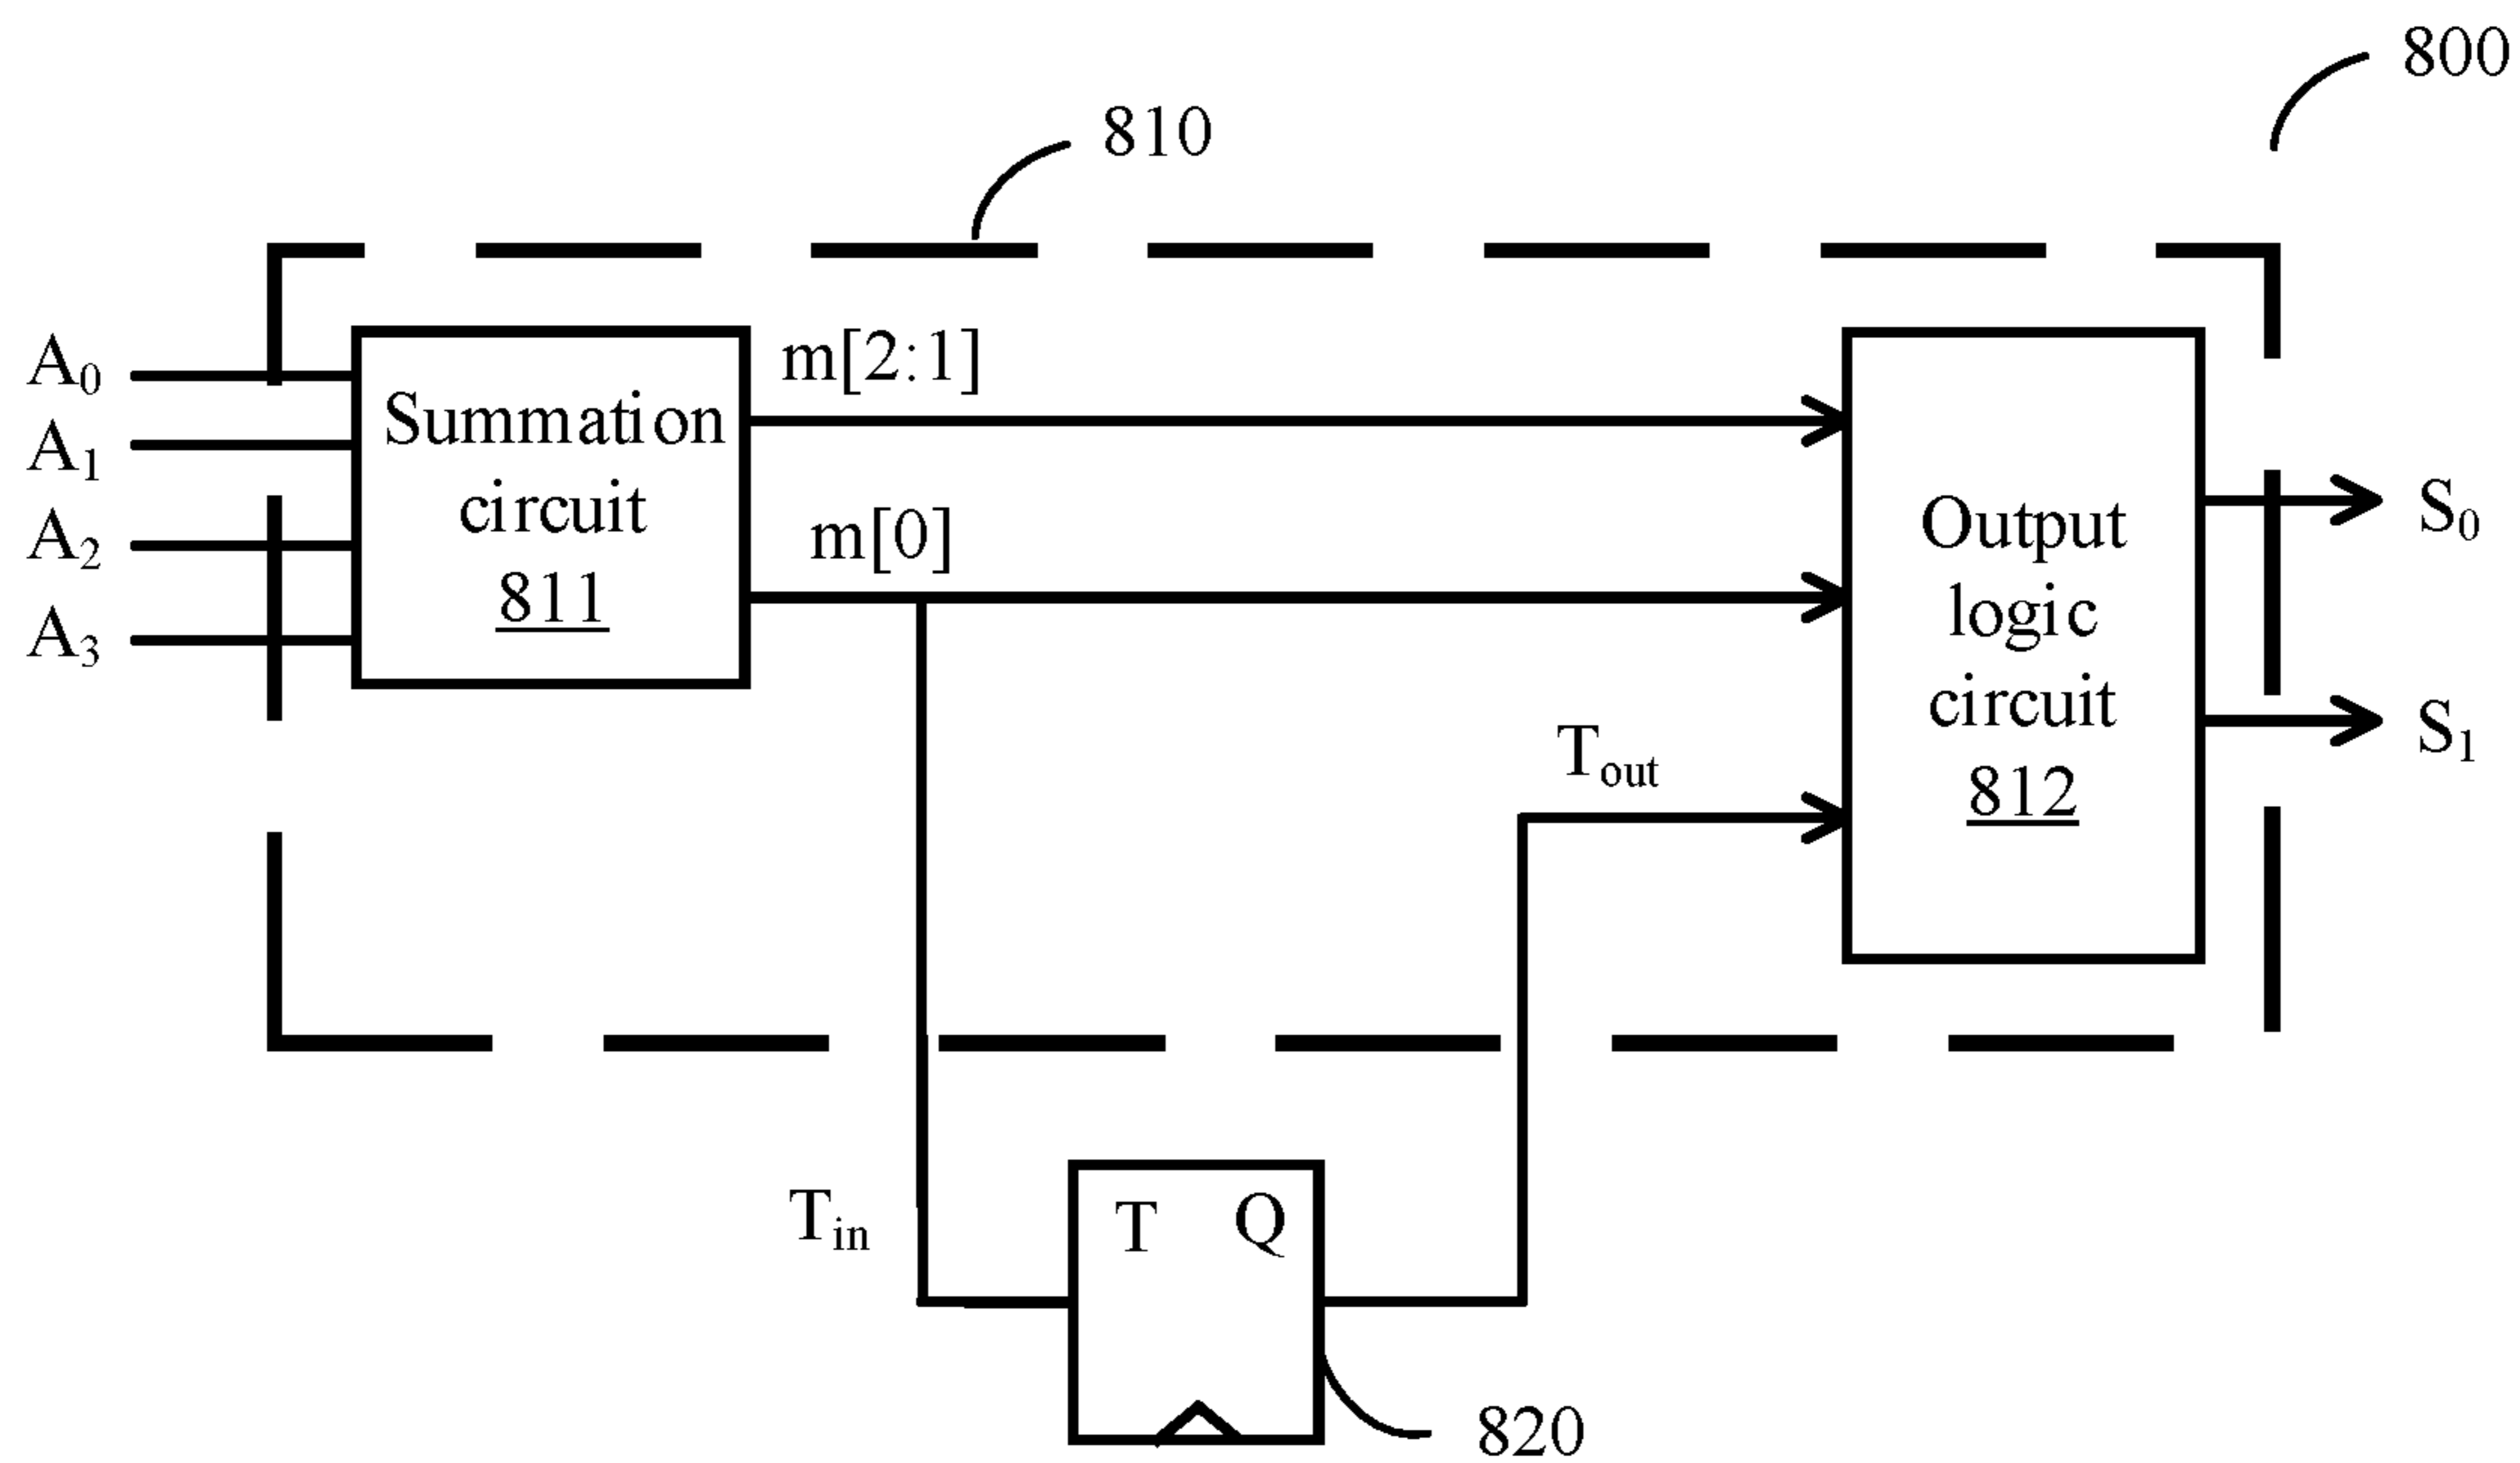 800
810
A₀
A₁
A₂
A₃
Summation
circuit
811
m[2:1]
m[0]
Output
logic
circuit
812
S₀
S₁
Tout
Tin
T Q
820